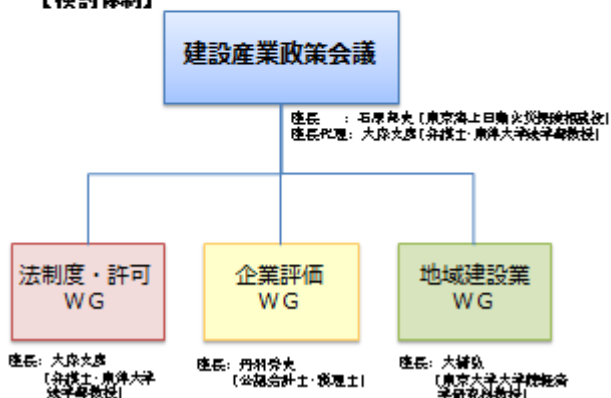 【検討体制】
建設産業政策会議
座長 : 石原邦夫〔東京海上日動火災保険相談役〕
座長代理: 大森文彦〔弁護士・東洋大学法学部教授〕
法制度・許可
WG
企業評価
WG
地域建設業
WG
座長: 大森文彦
〔弁護士・東洋大学
法学部教授〕
座長: 丹羽秀夫
〔公認会計士・税理士〕
座長: 大橋弘
〔東京大学大学院経済
学研究科教授〕